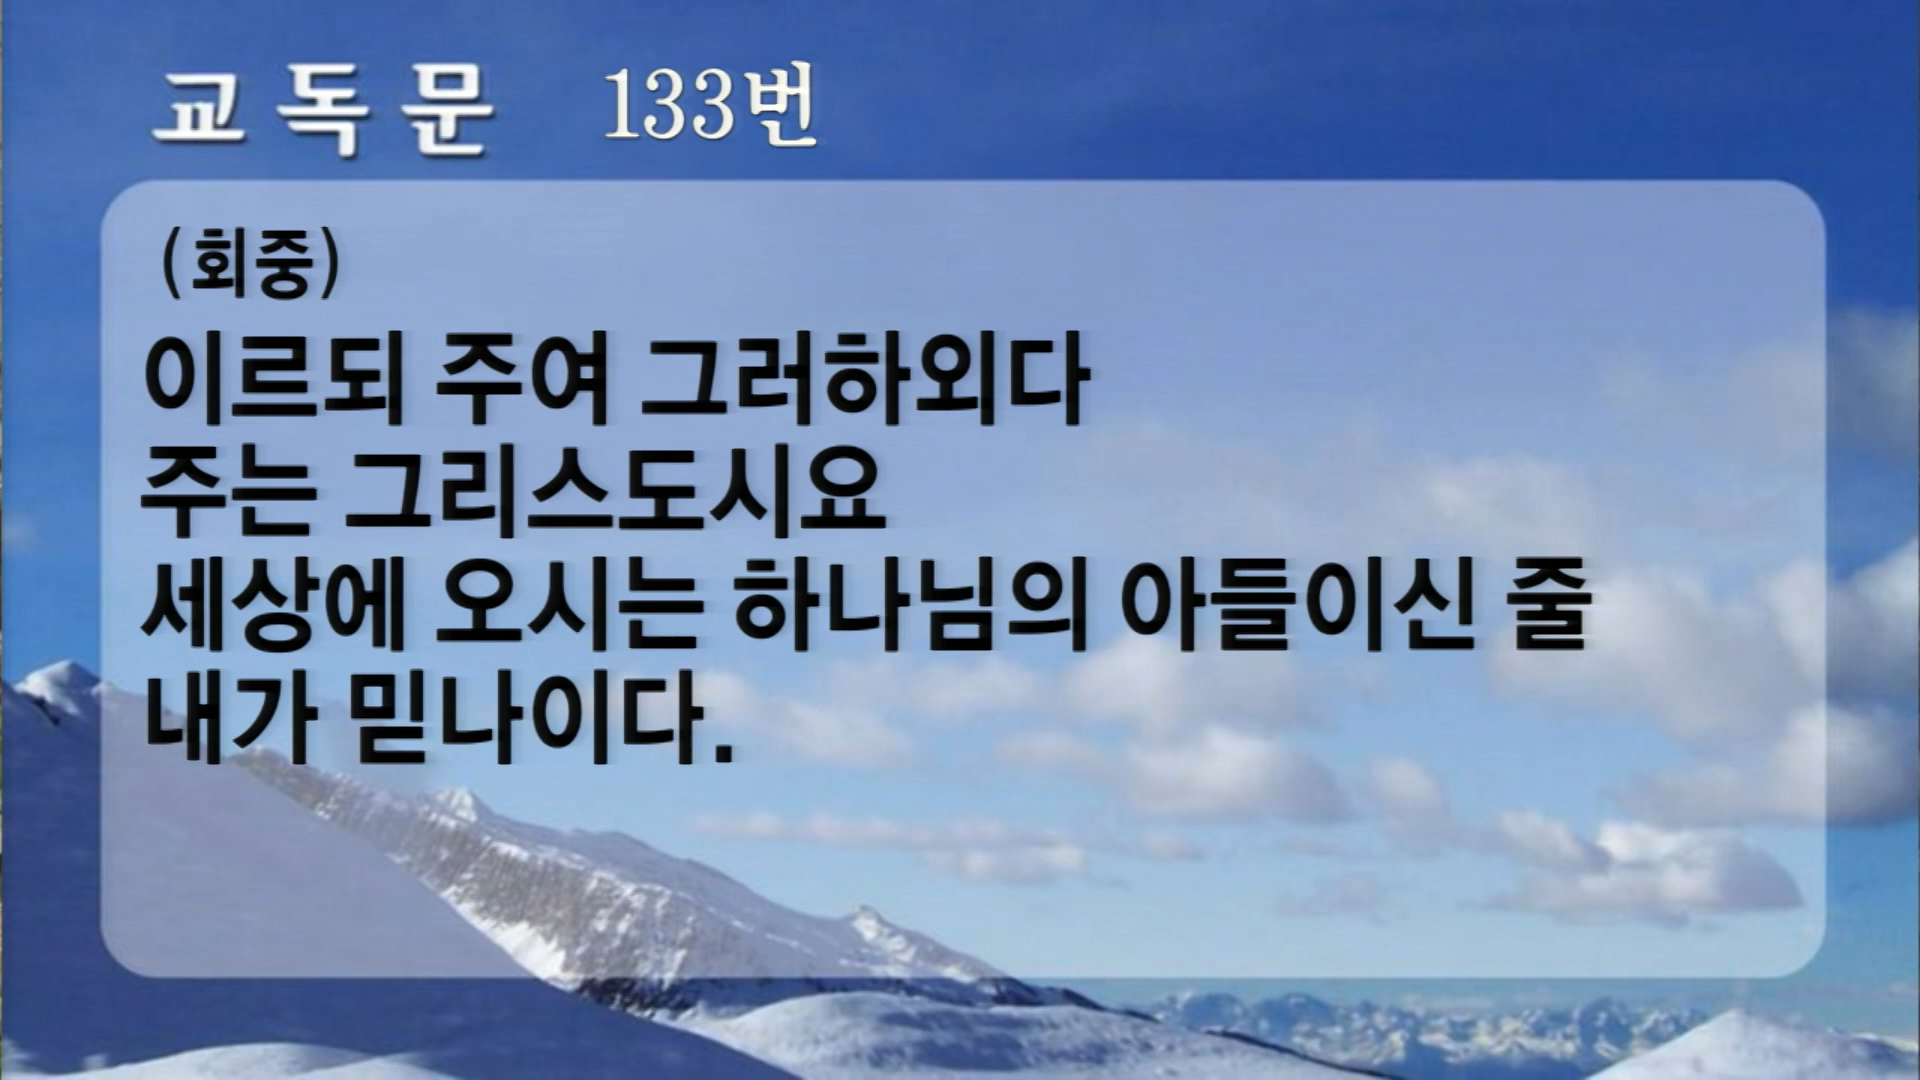 교독문 133번
(회중)
이르되 주여 그러하외다
주는 그리스도시요
세상에 오시는 하나님의 아들이신 줄
내가 믿나이다.